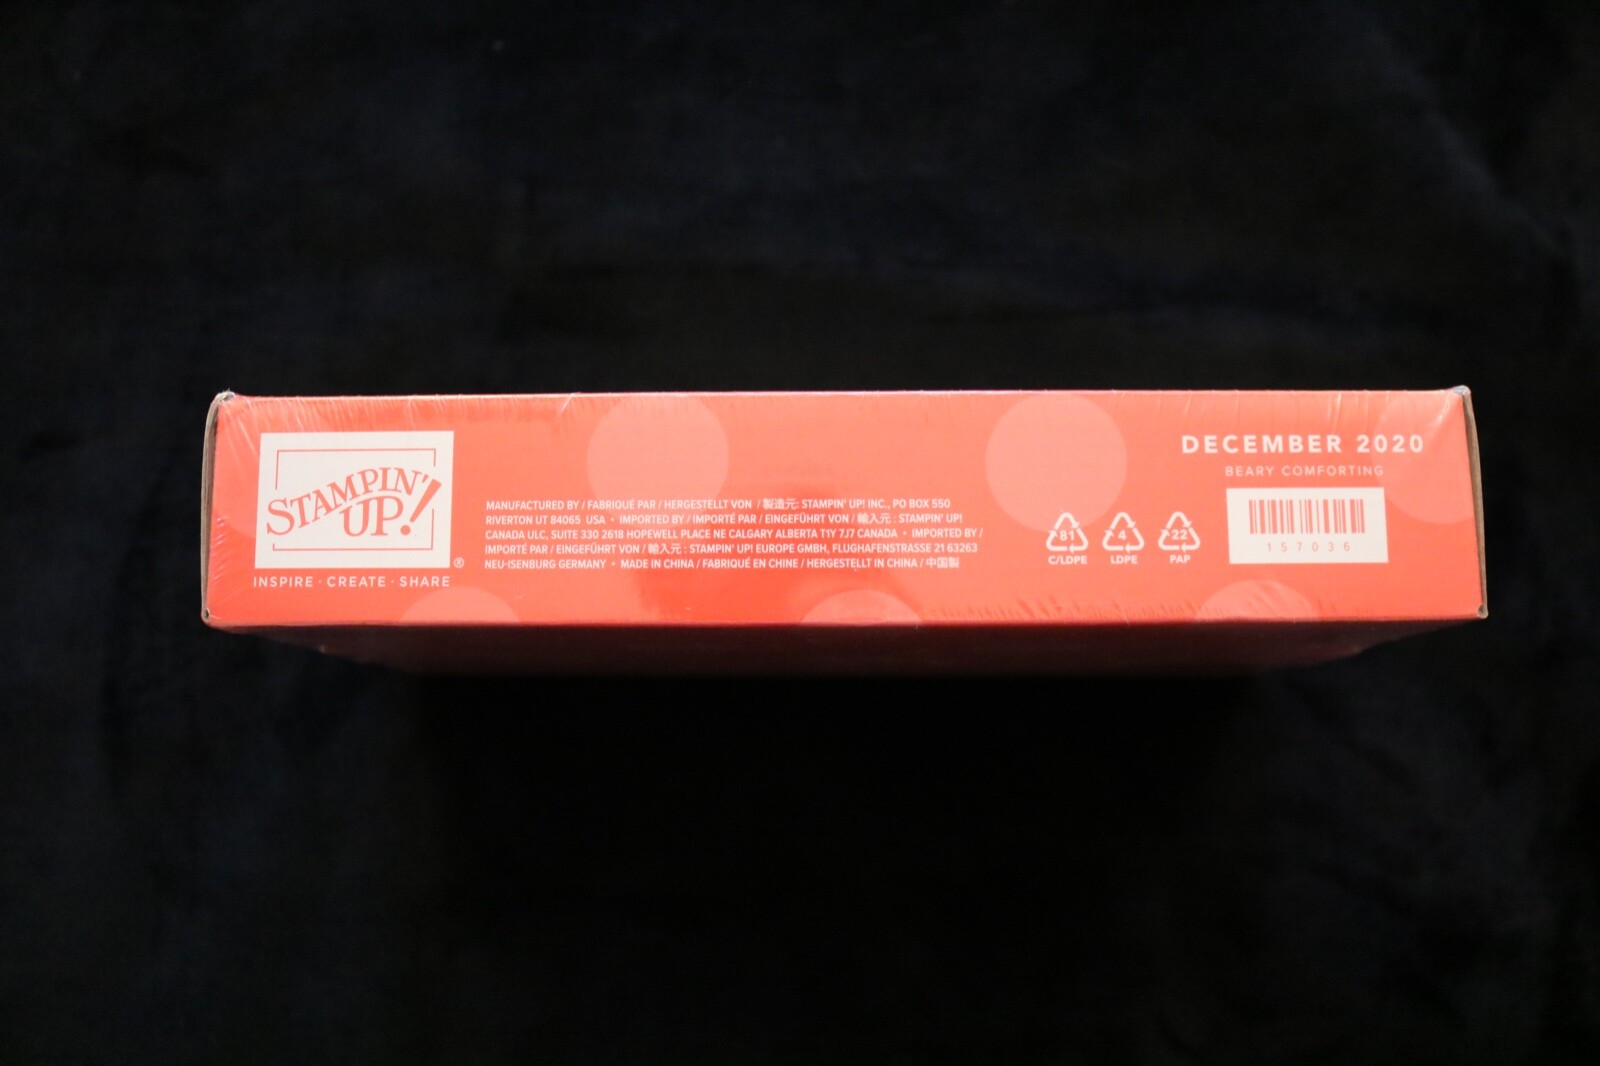 STAMPIN' UP!®
INSPIRE · CREATE · SHARE
MANUFACTURED BY / FABRIQUÉ PAR / HERGESTELLT VON / 製造元: STAMPIN' UP! INC., PO BOX 550
RIVERTON UT 84065 USA • IMPORTED BY / IMPORTÉ PAR / EINGEFÜHRT VON / 輸入元 : STAMPIN' UP!
CANADA ULC, SUITE 330 2618 HOPEWELL PLACE NE CALGARY ALBERTA T1Y 7J7 CANADA • IMPORTED BY /
IMPORTÉ PAR / EINGEFÜHRT VON / 輸入元 : STAMPIN' UP! EUROPE GMBH, FLUGHAFENSTRASSE 21 63263
NEU-ISENBURG GERMANY • MADE IN CHINA / FABRIQUÉ EN CHINE / HERGESTELLT IN CHINA / 中国製
81 4 22
C/LDPE LDPE PAP
DECEMBER 2020
BEARY COMFORTING
157036